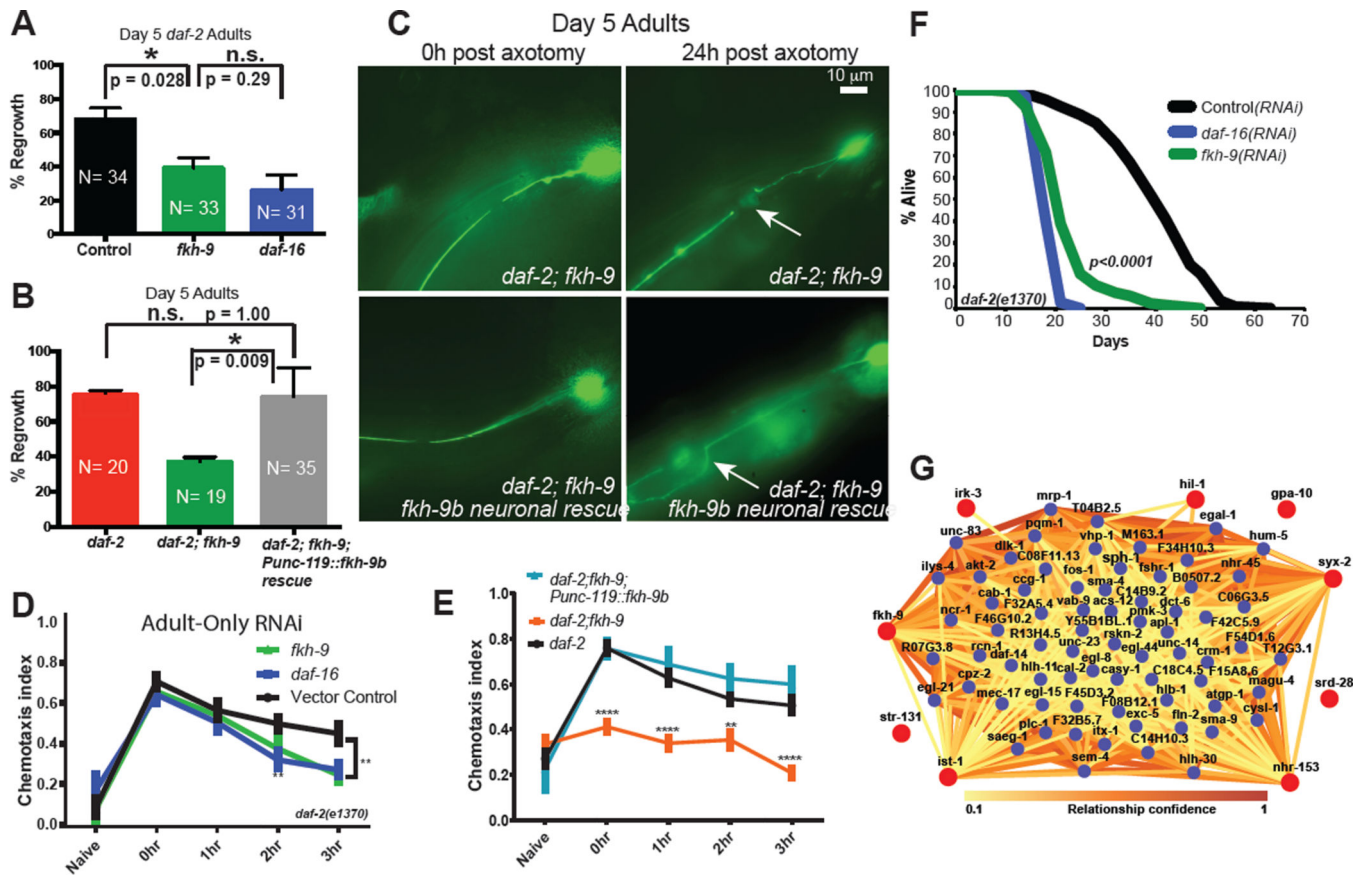 A
Day 5 daf-2 Adults
*
p = 0.028
n.s.
p = 0.29
% Regrowth
100
80
60
40
20
0
N= 34
N= 33
N= 31
Control
fkh-9
daf-16
B
Day 5 Adults
n.s. p = 1.00
*
p = 0.009
% Regrowth
100
80
60
40
20
0
N= 20
N= 19
N= 35
daf-2
daf-2; fkh-9
daf-2; fkh-9;
Punc-119::fkh-9b
rescue
C
Day 5 Adults
0h post axotomy
24h post axotomy
10 μm
daf-2; fkh-9
daf-2; fkh-9
daf-2; fkh-9
fkh-9b neuronal rescue
daf-2; fkh-9
fkh-9b neuronal rescue
D
Adult-Only RNAi
fkh-9
daf-16
Vector Control
Chemotaxis index
1.0
0.8
0.6
0.4
0.2
0.0
**
**
daf-2(e1370)
Naive
0hr
1hr
2hr
3hr
E
daf-2;fkh-9;
Punc-119::fkh-9b
daf-2;fkh-9
daf-2
Chemotaxis index
1.0
0.8
0.6
0.4
0.2
0.0
****
****
**
****
Naive
0hr
1hr
2hr
3hr
F
% Alive
100
90
80
70
60
50
40
30
20
10
0
Control(RNAi)
daf-16(RNAi)
fkh-9(RNAi)
p<0.0001
daf-2(e1370)
0
10
20
30
40
50
60
70
Days
G
irk-3
mrp-1
hil-1
gpa-10
T04B2.5
egal-1
unc-83
pqm-1
vhp-1
M163.1
hum-5
dlk-1
C08F11.13
sph-1
F34H10.3
syx-2
ilys-4
akt-2
ccg-1
fos-1
fshr-1
nhr-45
B0507.2
cab-1
sma-4
C14B9.2
C06G3.5
fkh-9
ncr-1
F32A5.4
vab-9
acs-12
dct-6
F46G10.2
pmk-3
F42C5.9
Y55B1BL.1
apl-1
R13H4.5
rskn-2
F54D1.6
R07G3.8
rcn-1
unc-23
unc-14
T12G3.1
daf-14
egl-44
crm-1
egl-8
hlh-11
cal-2
casy-1
C18C4.5
F15A8.6
egl-21
cpz-2
magu-4
mec-17
egl-15
F45D3.2
hlb-1
atgp-1
srd-28
F08B12.1
cysl-1
plc-1
F32B5.7
exc-5
fln-2
sma-9
str-131
saeg-1
itx-1
C14H10.3
ist-1
sem-4
hlh-30
nhr-153
0.1
Relationship confidence
1